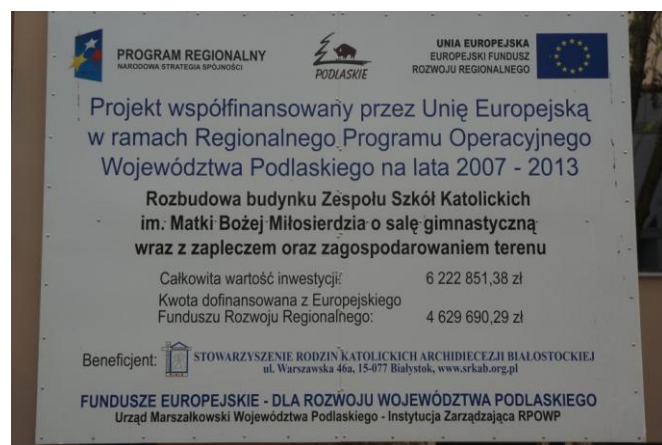 PROGRAM REGIONALNY
NARODOWA STRATEGIA SPÓJNOŚCI
PODLASKIE
UNIA EUROPEJSKA
EUROPEJSKI FUNDUSZ
ROZWOJU REGIONALNEGO
Projekt współfinansowany przez Unię Europejską
w ramach Regionalnego Programu Operacyjnego
Województwa Podlaskiego na lata 2007 - 2013
Rozbudowa budynku Zespołu Szkół Katolickich
im. Matki Bożej Miłosierdzia o salę gimnastyczną
wraz z zapleczem oraz zagospodarowaniem terenu
Całkowita wartość inwestycji: 6 222 851,38 zł
Kwota dofinansowana z Europejskiego
Funduszu Rozwoju Regionalnego: 4 629 690,29 zł
Beneficjent: STOWARZYSZENIE RODZIN KATOLICKICH ARCHIDIECEZJI BIAŁOSTOCKIEJ
ul. Warszawska 46a, 15-077 Białystok, www.srkab.org.pl
FUNDUSZE EUROPEJSKIE - DLA ROZWOJU WOJEWÓDZTWA PODLASKIEGO
Urząd Marszałkowski Województwa Podlaskiego - Instytucja Zarządzająca RPOWP